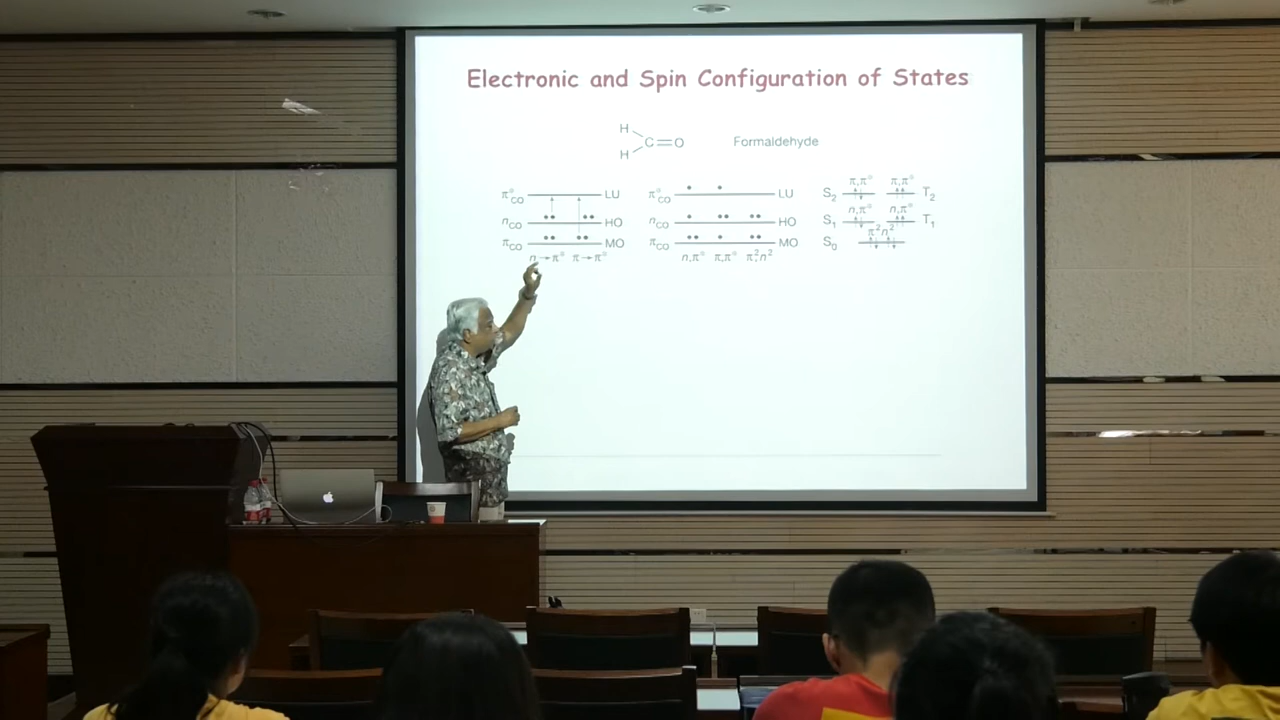 Electronic and Spin Configuration of States
H
C=O
H
Formaldehyde
π*CO LU
nCO HO
πCO MO
n→π* π→π*
π*CO LU
nCO HO
πCO MO
n,π* π,π* π²,n²
π,π* π,π*
S2 T2
n,π* n,π*
S1 T1
π²n²
S0